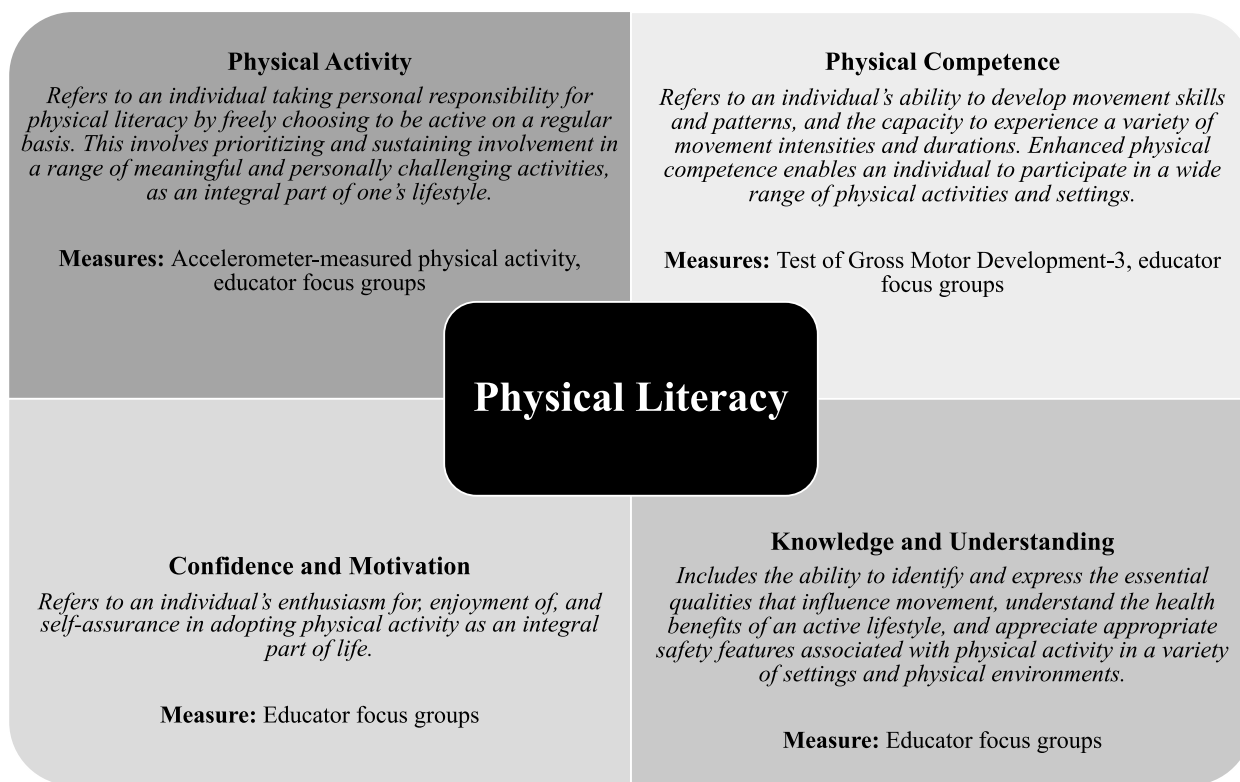 Physical Activity
Refers to an individual taking personal responsibility for
physical literacy by freely choosing to be active on a regular
basis. This involves prioritizing and sustaining involvement in
a range of meaningful and personally challenging activities,
as an integral part of one’s lifestyle.
Measures: Accelerometer-measured physical activity,
educator focus groups
Physical Competence
Refers to an individual’s ability to develop movement skills
and patterns, and the capacity to experience a variety of
movement intensities and durations. Enhanced physical
competence enables an individual to participate in a wide
range of physical activities and settings.
Measures: Test of Gross Motor Development-3, educator
focus groups
Physical Literacy
Confidence and Motivation
Refers to an individual’s enthusiasm for, enjoyment of, and
self-assurance in adopting physical activity as an integral
part of life.
Measure: Educator focus groups
Knowledge and Understanding
Includes the ability to identify and express the essential
qualities that influence movement, understand the health
benefits of an active lifestyle, and appreciate appropriate
safety features associated with physical activity in a variety
of settings and physical environments.
Measure: Educator focus groups